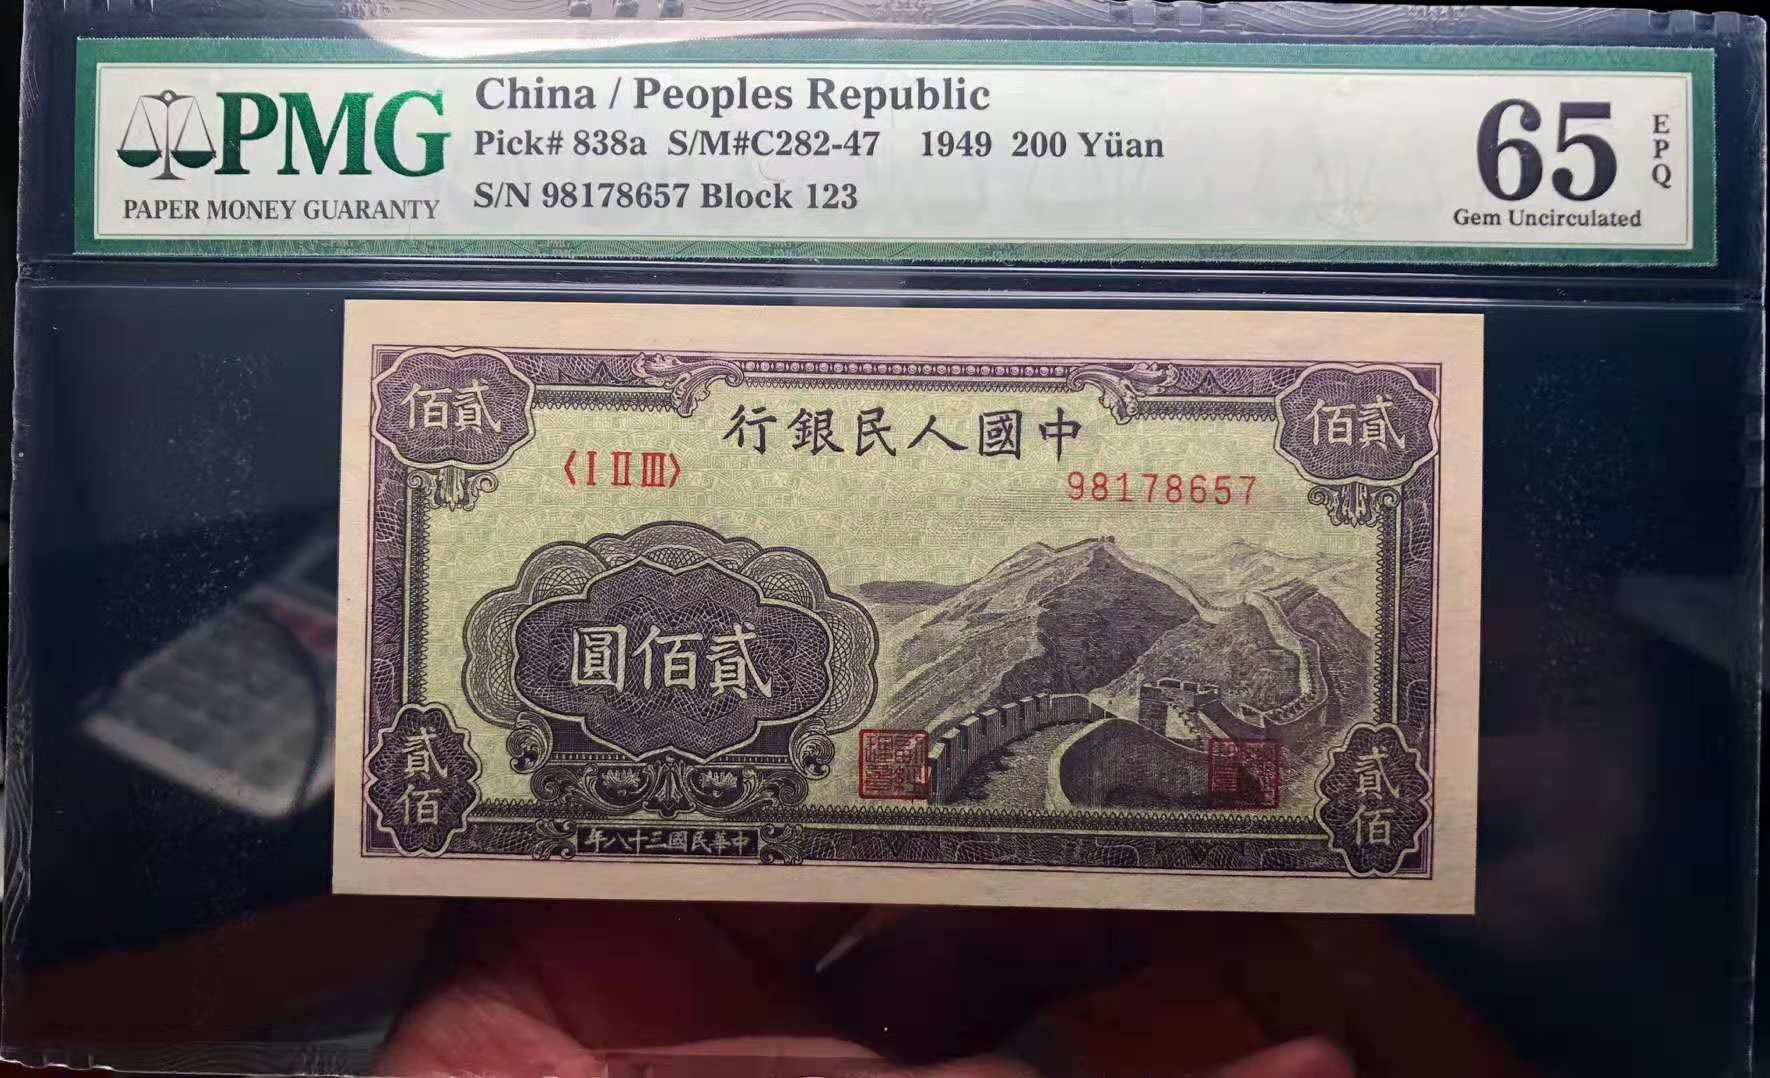 PMG
PAPER MONEY GUARANTY
China / Peoples Republic
Pick# 838a S/M#C282-47 1949 200 Yüan
S/N 98178657 Block 123
65
EPQ
Gem Uncirculated
佰貳
行銀民人國中
佰貳
〈I II III〉
98178657
圓佰貳
貳佰
貳佰
年八十三國民華中